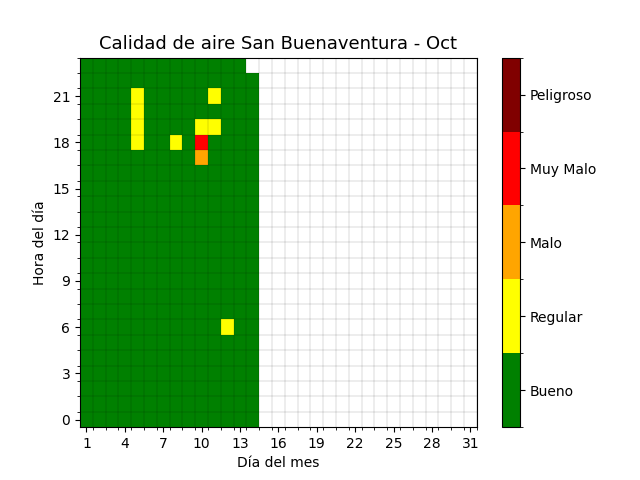 Calidad de aire San Buenaventura - Oct
Hora del día
21
18
15
12
9
6
3
0
1 4 7 10 13 16 19 22 25 28 31
Día del mes
Peligroso
Muy Malo
Malo
Regular
Bueno